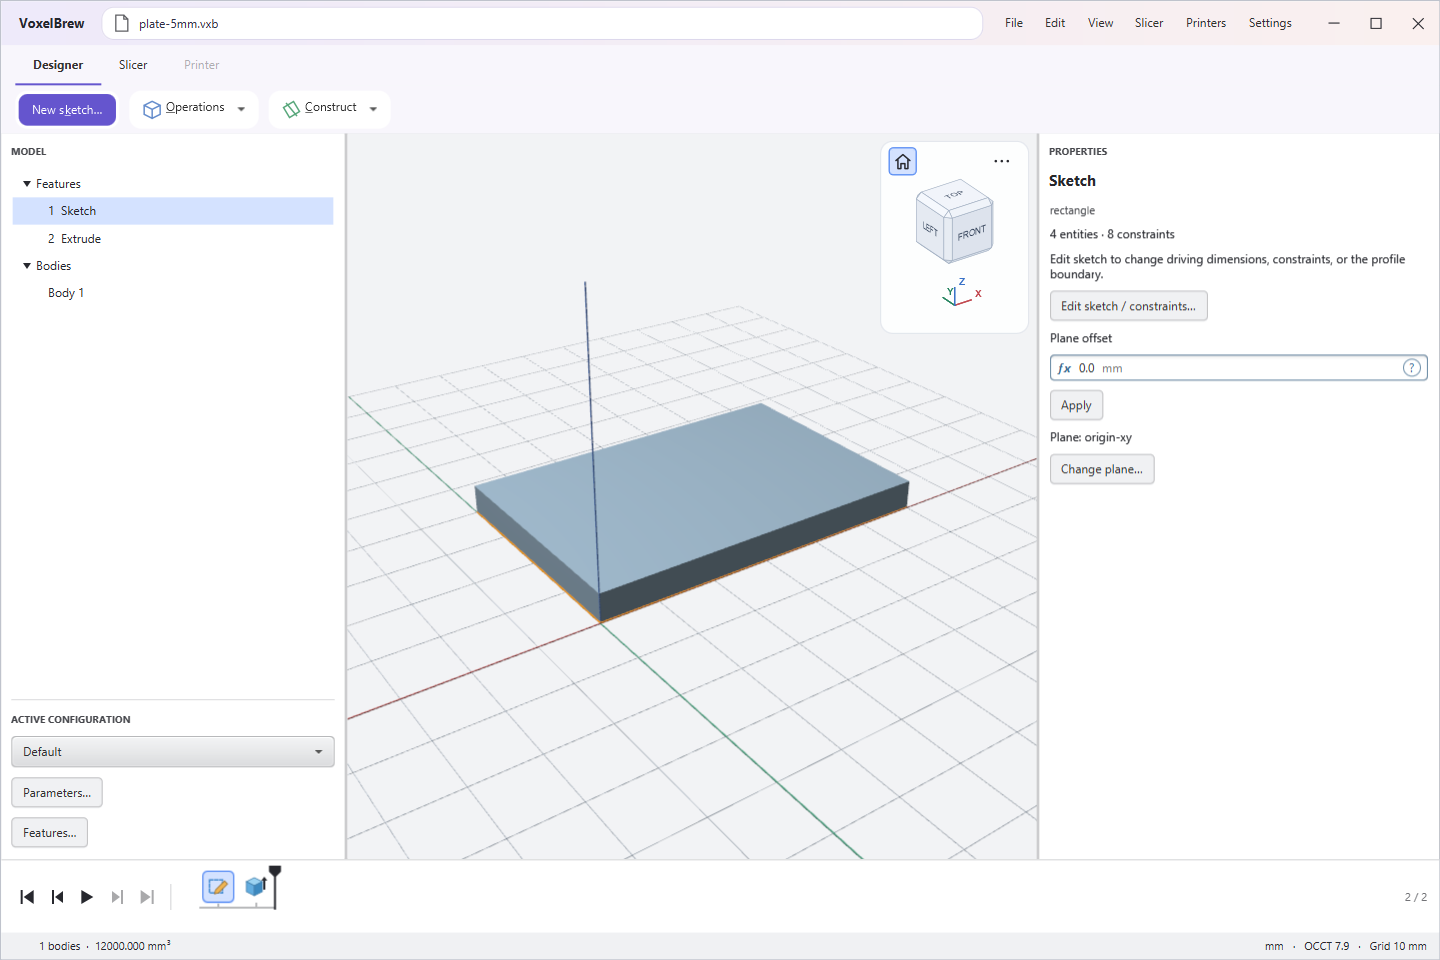 VoxelBrew
plate-5mm.vxb
File Edit View Slicer Printers Settings
Designer Slicer Printer
New sketch... Operations Construct
MODEL
Features
1 Sketch
2 Extrude
Bodies
Body 1
TOP
LEFT FRONT
Z
Y X
PROPERTIES
Sketch
rectangle
4 entities · 8 constraints
Edit sketch to change driving dimensions, constraints, or the profile
boundary.
Edit sketch / constraints...
Plane offset
ƒx 0.0 mm ?
Apply
Plane: origin-xy
Change plane...
ACTIVE CONFIGURATION
Default
Parameters...
Features...
2 / 2
1 bodies · 12000.000 mm³
mm · OCCT 7.9 · Grid 10 mm